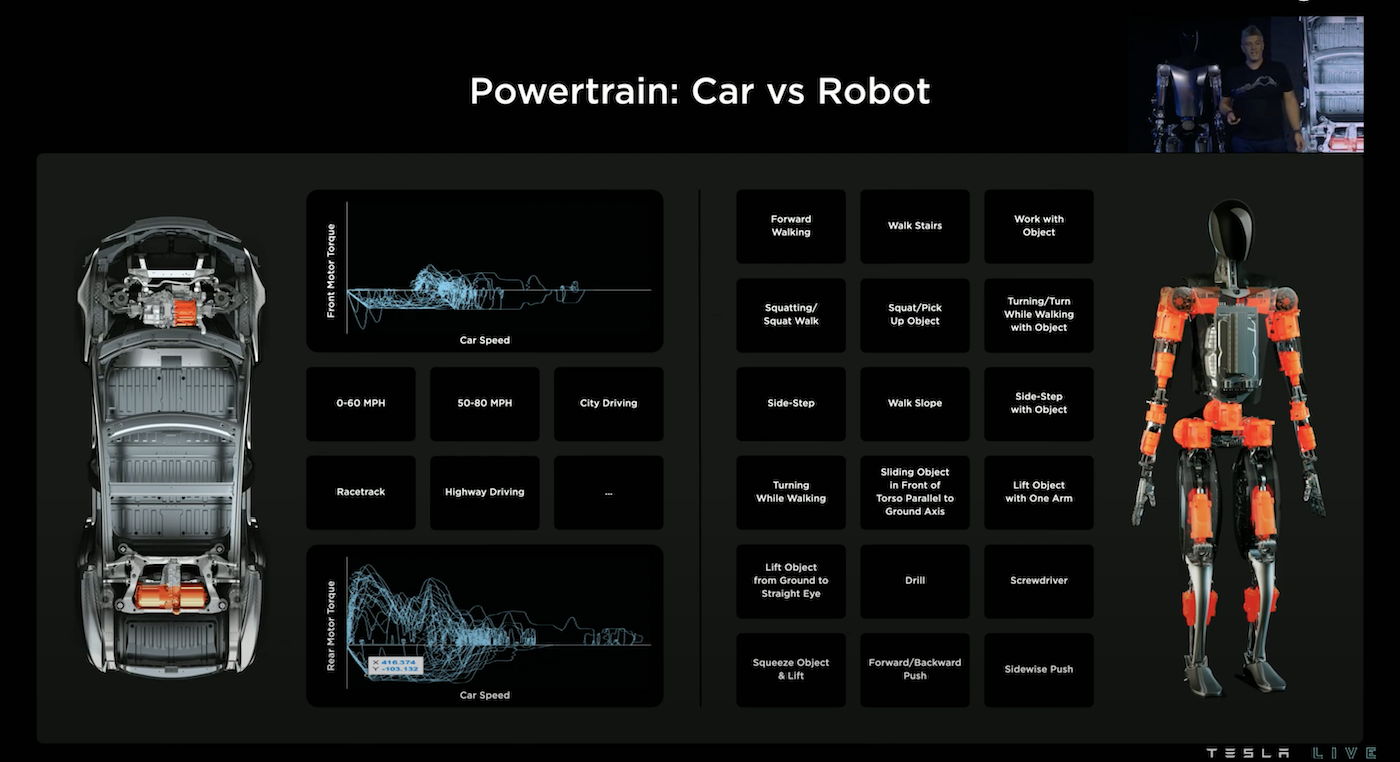 Powertrain: Car vs Robot
Front Motor Torque
Car Speed
0-60 MPH
50-80 MPH
City Driving
Racetrack
Highway Driving
...
Rear Motor Torque
X 416.374
Y -103.132
Car Speed
Forward
Walking
Walk Stairs
Work with
Object
Squatting/
Squat Walk
Squat/Pick
Up Object
Turning/Turn
While Walking
with Object
Side-Step
Walk Slope
Side-Step
with Object
Turning
While Walking
Sliding Object
in Front of
Torso Parallel to
Ground Axis
Lift Object
with One Arm
Lift Object
from Ground to
Straight Eye
Drill
Screwdriver
Squeeze Object
& Lift
Forward/Backward
Push
Sidewise Push
TESLA LIVE